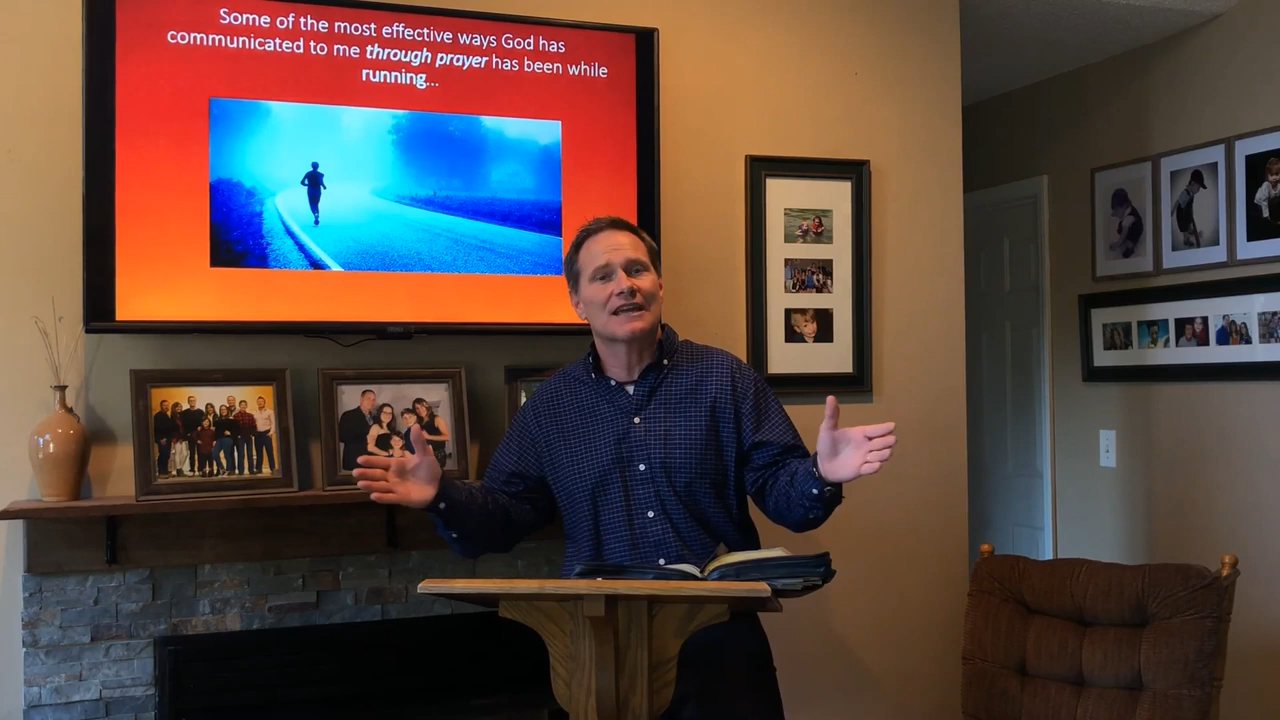 Some of the most effective ways God has
communicated to me through prayer has been while
running...